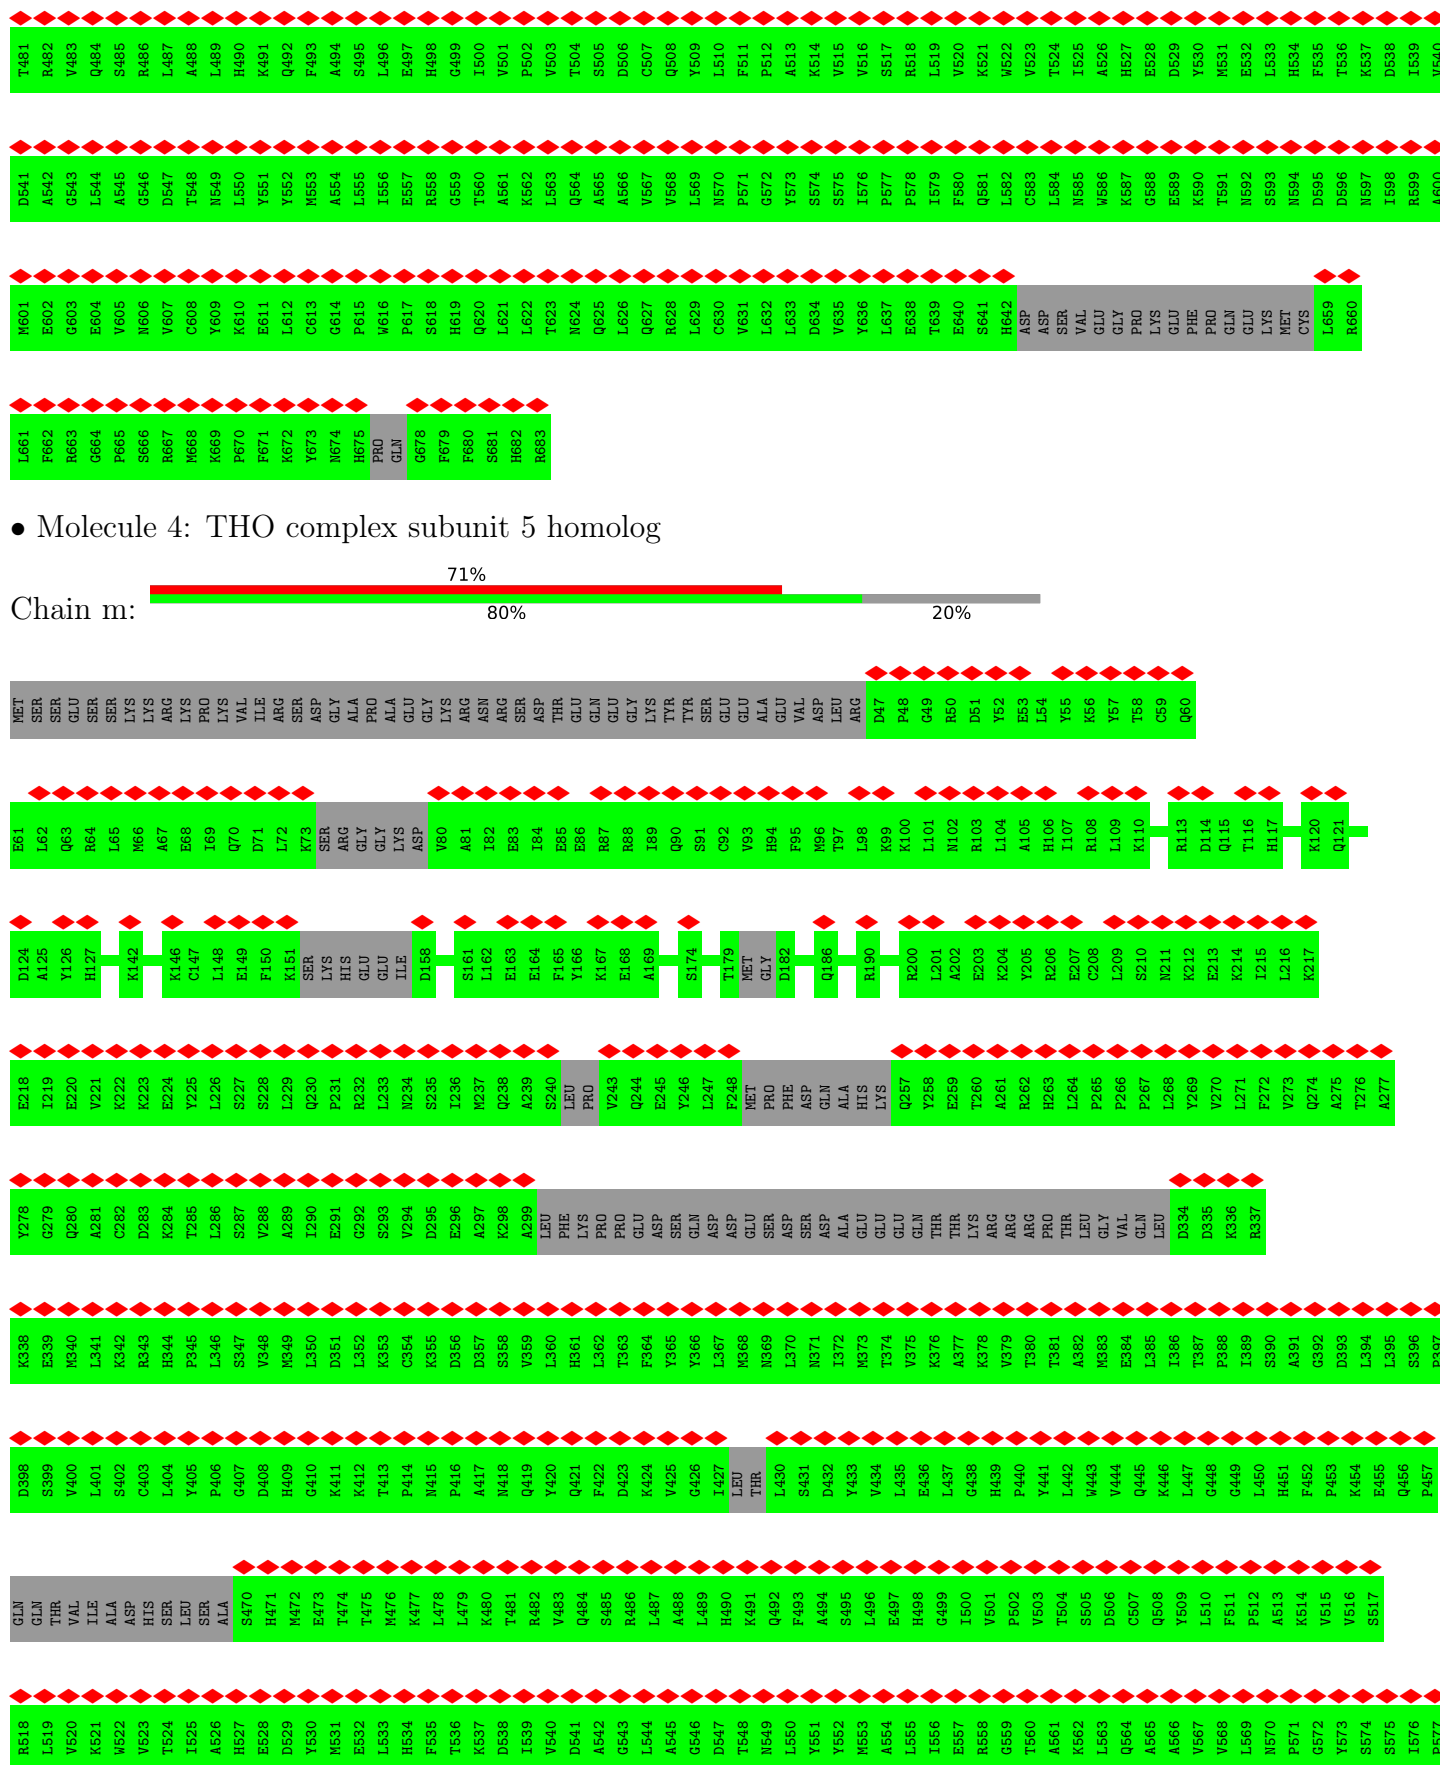 T481 R482 V483 Q484 S485 R486 L487 A488 L489 H490 K491 Q492 F493 A494 S495 L496 E497 H498 G499 I500 V501 P502 V503 T504 S505 D506 C507 Q508 Y509 L510 F511 P512 A513 K514 V515 V516 S517 R518 L519 V520 K521 W522 V523 T524 I525 A526 H527 E528 D529 Y530 M531 E532 L533 H534 F535 T536 K537 D538 I539 V540
D541 A542 G543 L544 A545 G546 D547 T548 N549 L550 Y551 Y552 M553 A554 L555 I556 E557 R558 G559 T560 A561 K562 L563 Q564 A565 A566 V567 V568 L569 N570 P571 G572 Y573 S574 S575 I576 P577 P578 I579 F580 Q581 L582 C583 L584 N585 W586 K587 G588 E589 K590 T591 N592 S593 N594 D595 D596 N597 I598 R599 A600
M601 E602 G603 E604 V605 N606 V607 C608 Y609 K610 E611 L612 C613 G614 P615 W616 P617 S618 H619 Q620 L621 L622 T623 N624 Q625 L626 Q627 R628 L629 C630 V631 L632 L633 D634 V635 Y636 L637 E638 T639 E640 S641 H642 ASP ASP SER VAL GLU GLY PRO LYS GLU PHE PRO GLN GLU LYS MET CYS L659 R660
L661 F662 R663 G664 P665 S666 R667 M668 K669 P670 F671 K672 Y673 N674 H675 PRO GLN G678 F679 F680 S681 H682 R683
• Molecule 4: THO complex subunit 5 homolog
71%
Chain m:
80% 20%
MET SER SER GLU SER SER LYS LYS ARG LYS PRO LYS VAL ILE ARG SER ASP GLY ALA PRO ALA GLU GLY LYS ARG ASN ARG SER ASP THR GLU GLN GLU GLY LYS TYR TYR SER GLU GLU ALA GLU VAL ASP LEU ARG D47 P48 G49 R50 D51 Y52 E53 L54 Y55 K56 Y57 T58 C59 Q60
E61 L62 Q63 R64 L65 M66 A67 E68 I69 Q70 D71 L72 K73 SER ARG GLY GLY LYS ASP V80 A81 I82 E83 I84 E85 E86 R87 R88 I89 Q90 S91 C92 V93 H94 F95 M96 T97 L98 K99 K100 L101 N102 R103 L104 A105 H106 I107 R108 L109 K110 R113 D114 Q115 T116 H117 K120 Q121
D124 A125 Y126 H127 K142 K146 C147 L148 E149 F150 K151 SER LYS HIS GLU GLU ILE D158 S161 L162 E163 E164 F165 Y166 K167 E168 A169 S174 T179 MET GLY D182 Q186 R190 R200 L201 A202 E203 K204 Y205 R206 E207 C208 L209 S210 N211 K212 E213 K214 I215 L216 K217
E218 I219 E220 V221 K222 K223 E224 Y225 L226 S227 S228 L229 Q230 P231 R232 L233 N234 S235 I236 M237 Q238 A239 S240 LEU PRO V243 Q244 E245 Y246 L247 F248 MET PRO PHE ASP GLN ALA HIS LYS Q257 Y258 E259 T260 A261 R262 H263 L264 P265 P266 P267 L268 Y269 V270 L271 F272 V273 Q274 A275 T276 A277
Y278 G279 Q280 A281 C282 D283 K284 T285 L286 S287 V288 A289 I290 E291 G292 S293 V294 D295 E296 A297 K298 A299 LEU PHE LYS PRO PRO GLU ASP SER GLN ASP ASP GLU SER ASP SER ASP ALA GLU GLU GLU GLN THR THR LYS ARG ARG ARG PRO THR LEU GLY VAL GLN LEU D334 D335 K336 R337
K338 E339 M340 L341 K342 R343 H344 P345 L346 S347 V348 M349 L350 D351 L352 K353 C354 K355 D356 D357 S358 V359 L360 H361 L362 T363 F364 Y365 Y366 L367 M368 N369 L370 N371 I372 M373 T374 V375 K376 A377 K378 V379 T380 T381 A382 M383 E384 L385 I386 T387 P388 I389 S390 A391 G392 D393 L394 L395 S396 P397
D398 S399 V400 L401 S402 C403 L404 Y405 P406 G407 D408 H409 G410 K411 K412 T413 P414 N415 P416 A417 N418 Q419 Y420 Q421 F422 D423 K424 V425 G426 I427 LEU THR L430 S431 D432 Y433 V434 L435 E436 L437 G438 H439 P440 Y441 L442 W443 V444 Q445 K446 L447 G448 G449 L450 H451 F452 P453 K454 E455 Q456 P457
GLN GLN THR VAL ILE ALA ASP HIS SER LEU SER ALA S470 H471 M472 E473 T474 T475 M476 K477 L478 L479 K480 T481 R482 V483 Q484 S485 R486 L487 A488 L489 H490 K491 Q492 F493 A494 S495 L496 E497 H498 G499 I500 V501 P502 V503 T504 S505 D506 C507 Q508 Y509 L510 F511 P512 A513 K514 V515 V516 S517
R518 L519 V520 K521 W522 V523 T524 I525 A526 H527 E528 D529 Y530 M531 E532 L533 H534 F535 T536 K537 D538 I539 V540 D541 A542 G543 L544 A545 G546 D547 T548 N549 L550 Y551 Y552 M553 A554 L555 I556 E557 R558 G559 T560 A561 K562 L563 Q564 A565 A566 V567 V568 L569 N570 P571 G572 Y573 S574 S575 I576 P577